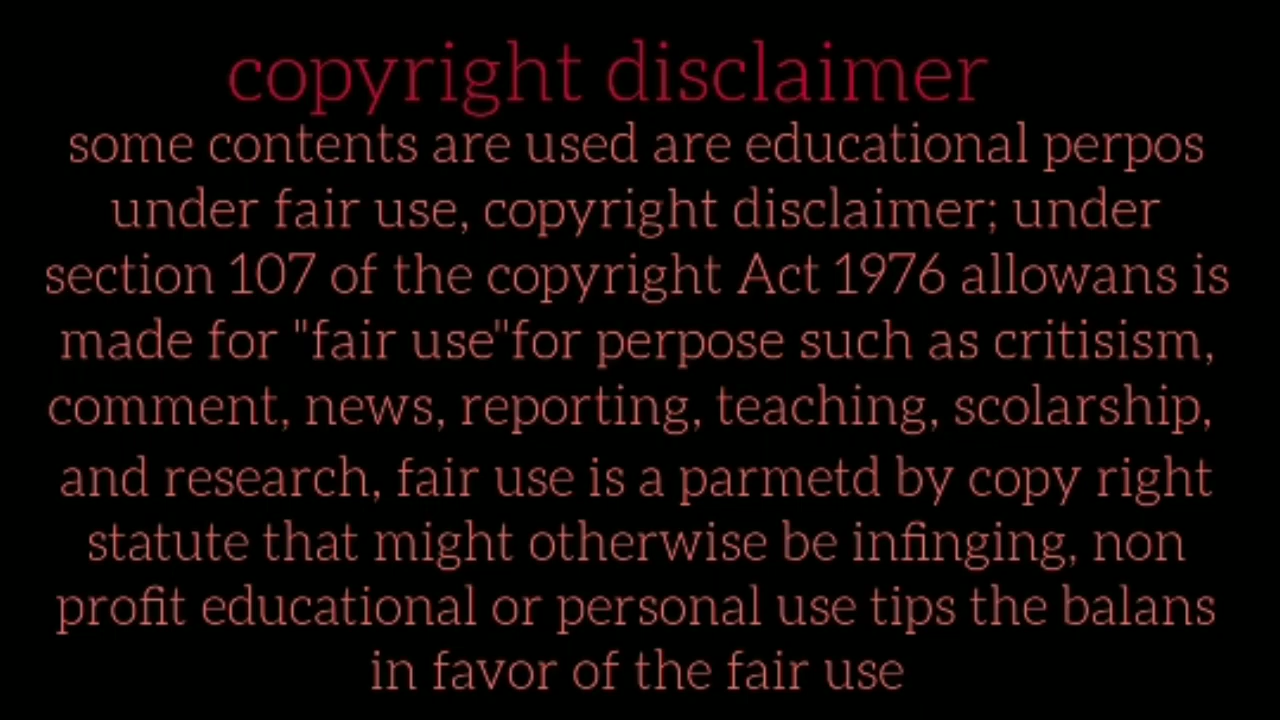 copyright disclaimer
some contents are used are educational perpos
under fair use, copyright disclaimer; under
section 107 of the copyright Act 1976 allowans is
made for "fair use"for perpose such as critisism,
comment, news, reporting, teaching, scolarship,
and research, fair use is a parmetd by copy right
statute that might otherwise be infinging, non
profit educational or personal use tips the balans
in favor of the fair use